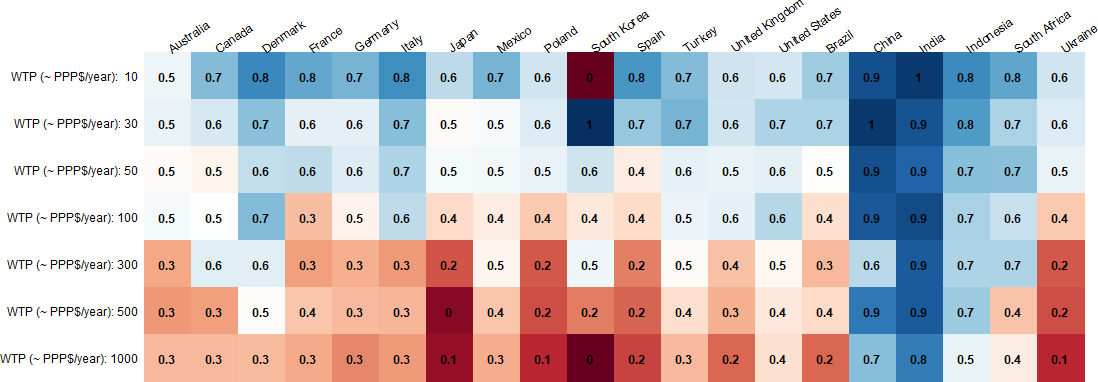 Australia Canada Denmark France Germany Italy Japan Mexico Poland South Korea Spain Turkey United Kingdom United States Brazil China India Indonesia South Africa Ukraine
WTP (~ PPP$/year): 10 0.5 0.7 0.8 0.8 0.7 0.8 0.6 0.7 0.6 0 0.8 0.7 0.6 0.6 0.7 0.9 1 0.8 0.8 0.6
WTP (~ PPP$/year): 30 0.5 0.6 0.7 0.6 0.6 0.7 0.5 0.5 0.6 1 0.7 0.7 0.6 0.7 0.7 1 0.9 0.8 0.7 0.6
WTP (~ PPP$/year): 50 0.5 0.5 0.6 0.6 0.6 0.7 0.5 0.5 0.5 0.6 0.4 0.6 0.5 0.6 0.5 0.9 0.9 0.7 0.7 0.5
WTP (~ PPP$/year): 100 0.5 0.5 0.7 0.3 0.5 0.6 0.4 0.4 0.4 0.4 0.4 0.5 0.6 0.6 0.4 0.9 0.9 0.7 0.6 0.4
WTP (~ PPP$/year): 300 0.3 0.6 0.6 0.3 0.3 0.3 0.2 0.5 0.2 0.5 0.2 0.5 0.4 0.5 0.3 0.6 0.9 0.7 0.7 0.2
WTP (~ PPP$/year): 500 0.3 0.3 0.5 0.4 0.3 0.3 0 0.4 0.2 0.2 0.2 0.4 0.3 0.4 0.4 0.9 0.9 0.7 0.4 0.2
WTP (~ PPP$/year): 1000 0.3 0.3 0.3 0.3 0.3 0.3 0.1 0.3 0.1 0 0.2 0.3 0.2 0.4 0.2 0.7 0.8 0.5 0.4 0.1